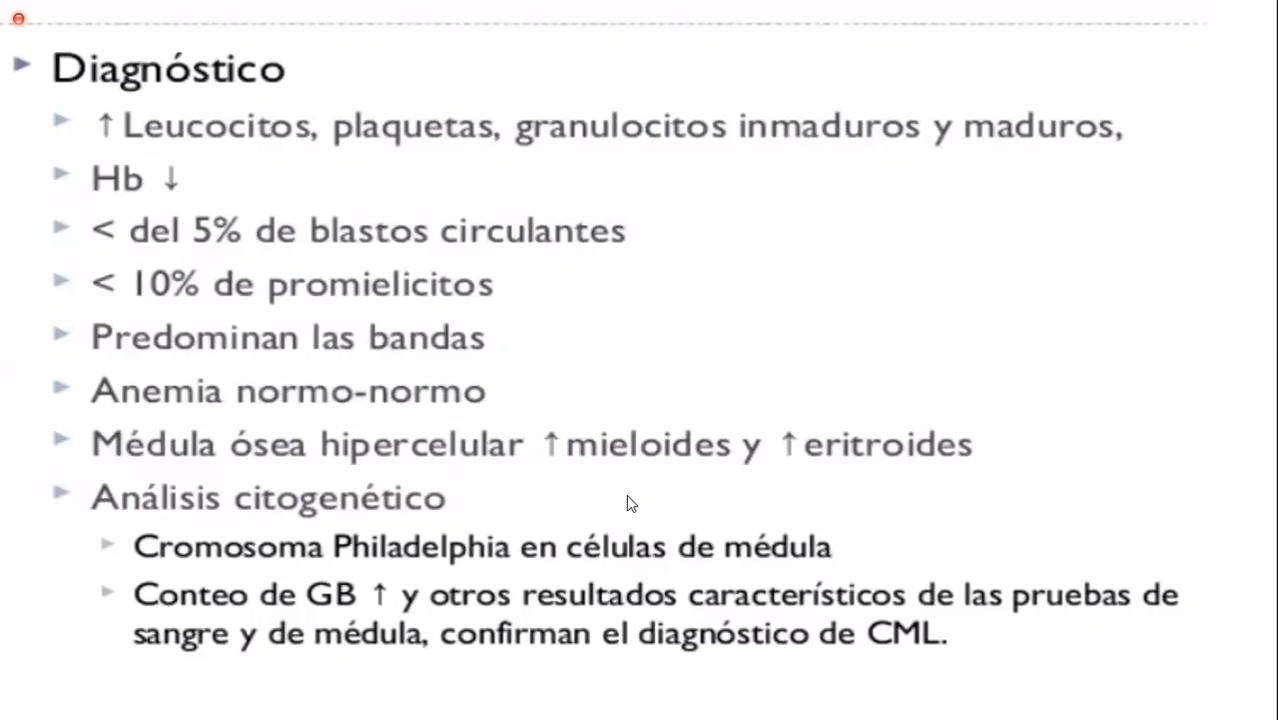 Diagnóstico
↑ Leucocitos, plaquetas, granulocitos inmaduros y maduros,
Hb ↓
< del 5% de blastos circulantes
< 10% de promielicitos
Predominan las bandas
Anemia normo-normo
Médula ósea hipercelular ↑mieloides y ↑eritroides
Análisis citogenético
Cromosoma Philadelphia en células de médula
Conteo de GB ↑ y otros resultados característicos de las pruebas de
sangre y de médula, confirman el diagnóstico de CML.